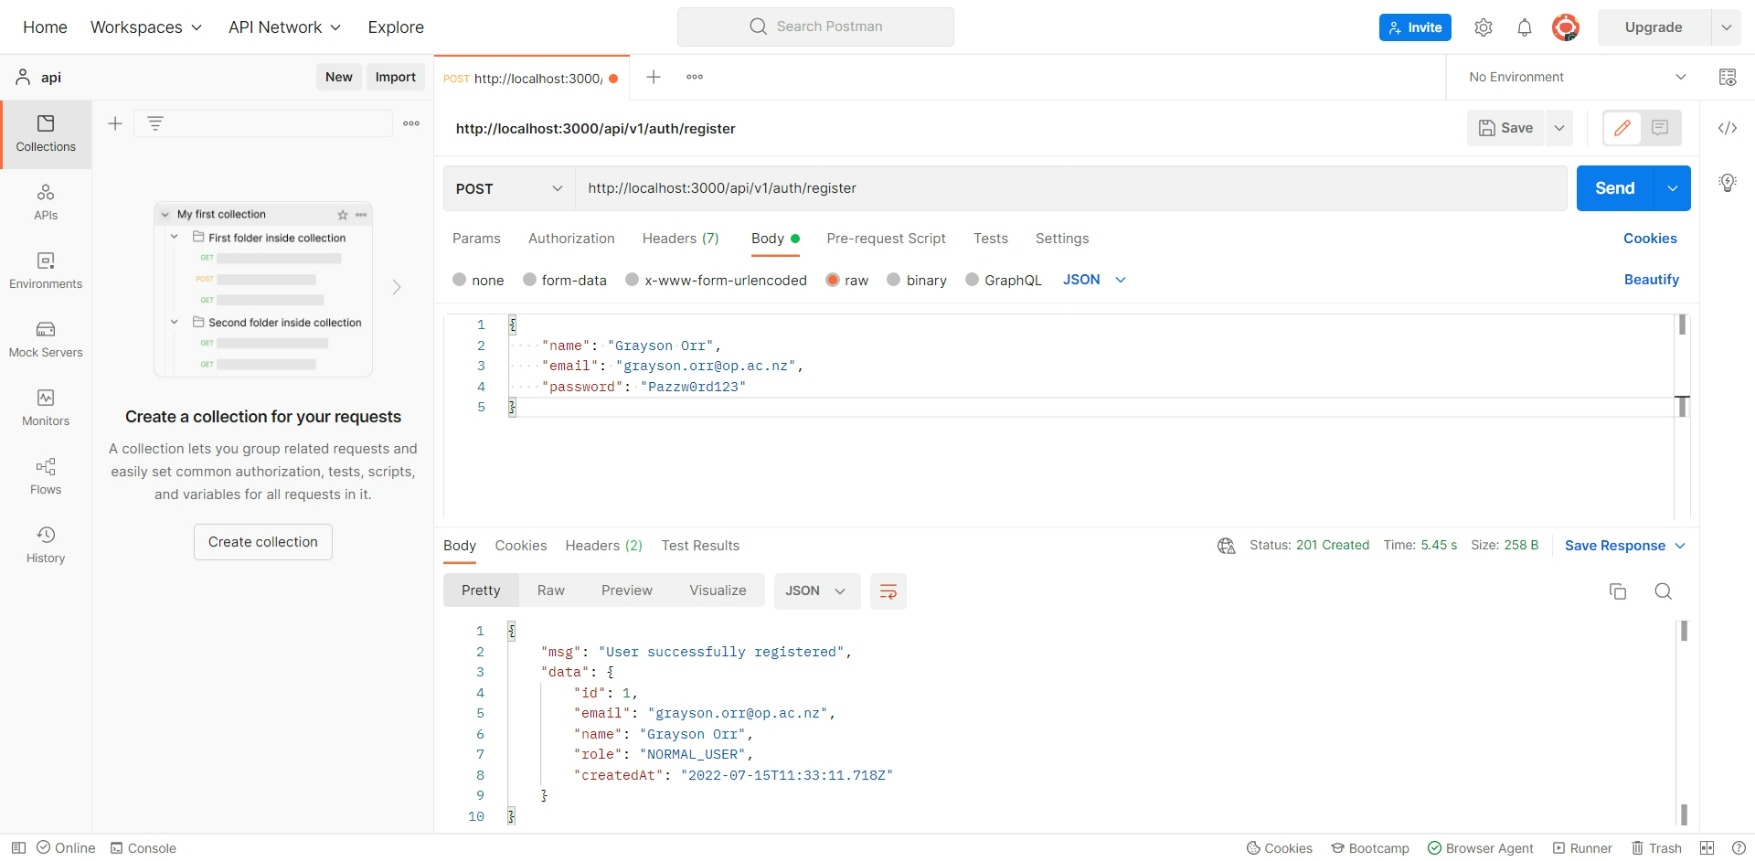 Home Workspaces API Network Explore Search Postman Invite Upgrade
api New Import POST http://localhost:3000/ No Environment
http://localhost:3000/api/v1/auth/register Save
Collections
POST http://localhost:3000/api/v1/auth/register Send
APIs
My first collection
First folder inside collection
GET
POST
GET
Second folder inside collection
GET
GET
Params Authorization Headers (7) Body Pre-request Script Tests Settings Cookies
Environments
none form-data x-www-form-urlencoded raw binary GraphQL JSON Beautify
Mock Servers
1 {
2 "name": "Grayson Orr",
3 "email": "grayson.orr@op.ac.nz",
4 "password": "Pazzw0rd123"
5 }
Monitors
Create a collection for your requests
A collection lets you group related requests and
easily set common authorization, tests, scripts,
and variables for all requests in it.
Flows
Create collection
History
Body Cookies Headers (2) Test Results Status: 201 Created Time: 5.45 s Size: 258 B Save Response
Pretty Raw Preview Visualize JSON
1 {
2 "msg": "User successfully registered",
3 "data": {
4 "id": 1,
5 "email": "grayson.orr@op.ac.nz",
6 "name": "Grayson Orr",
7 "role": "NORMAL_USER",
8 "createdAt": "2022-07-15T11:33:11.718Z"
9 }
10 }
Online Console Cookies Bootcamp Browser Agent Runner Trash